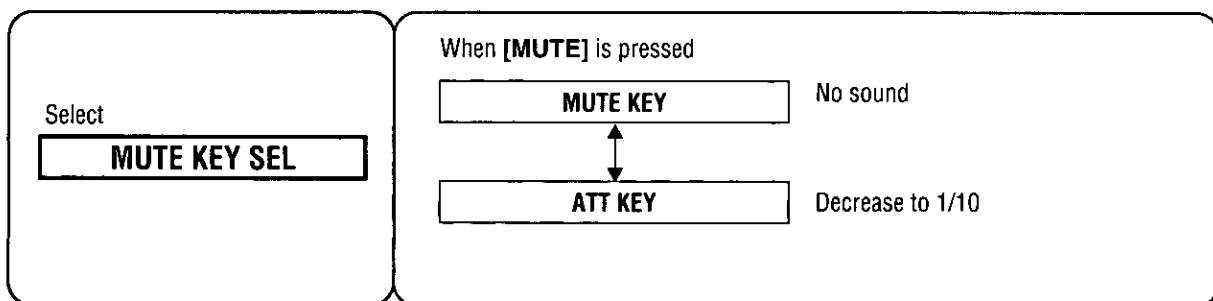 Select
MUTE KEY SEL
When [MUTE] is pressed
MUTE KEY
No sound
ATT KEY
Decrease to 1/10